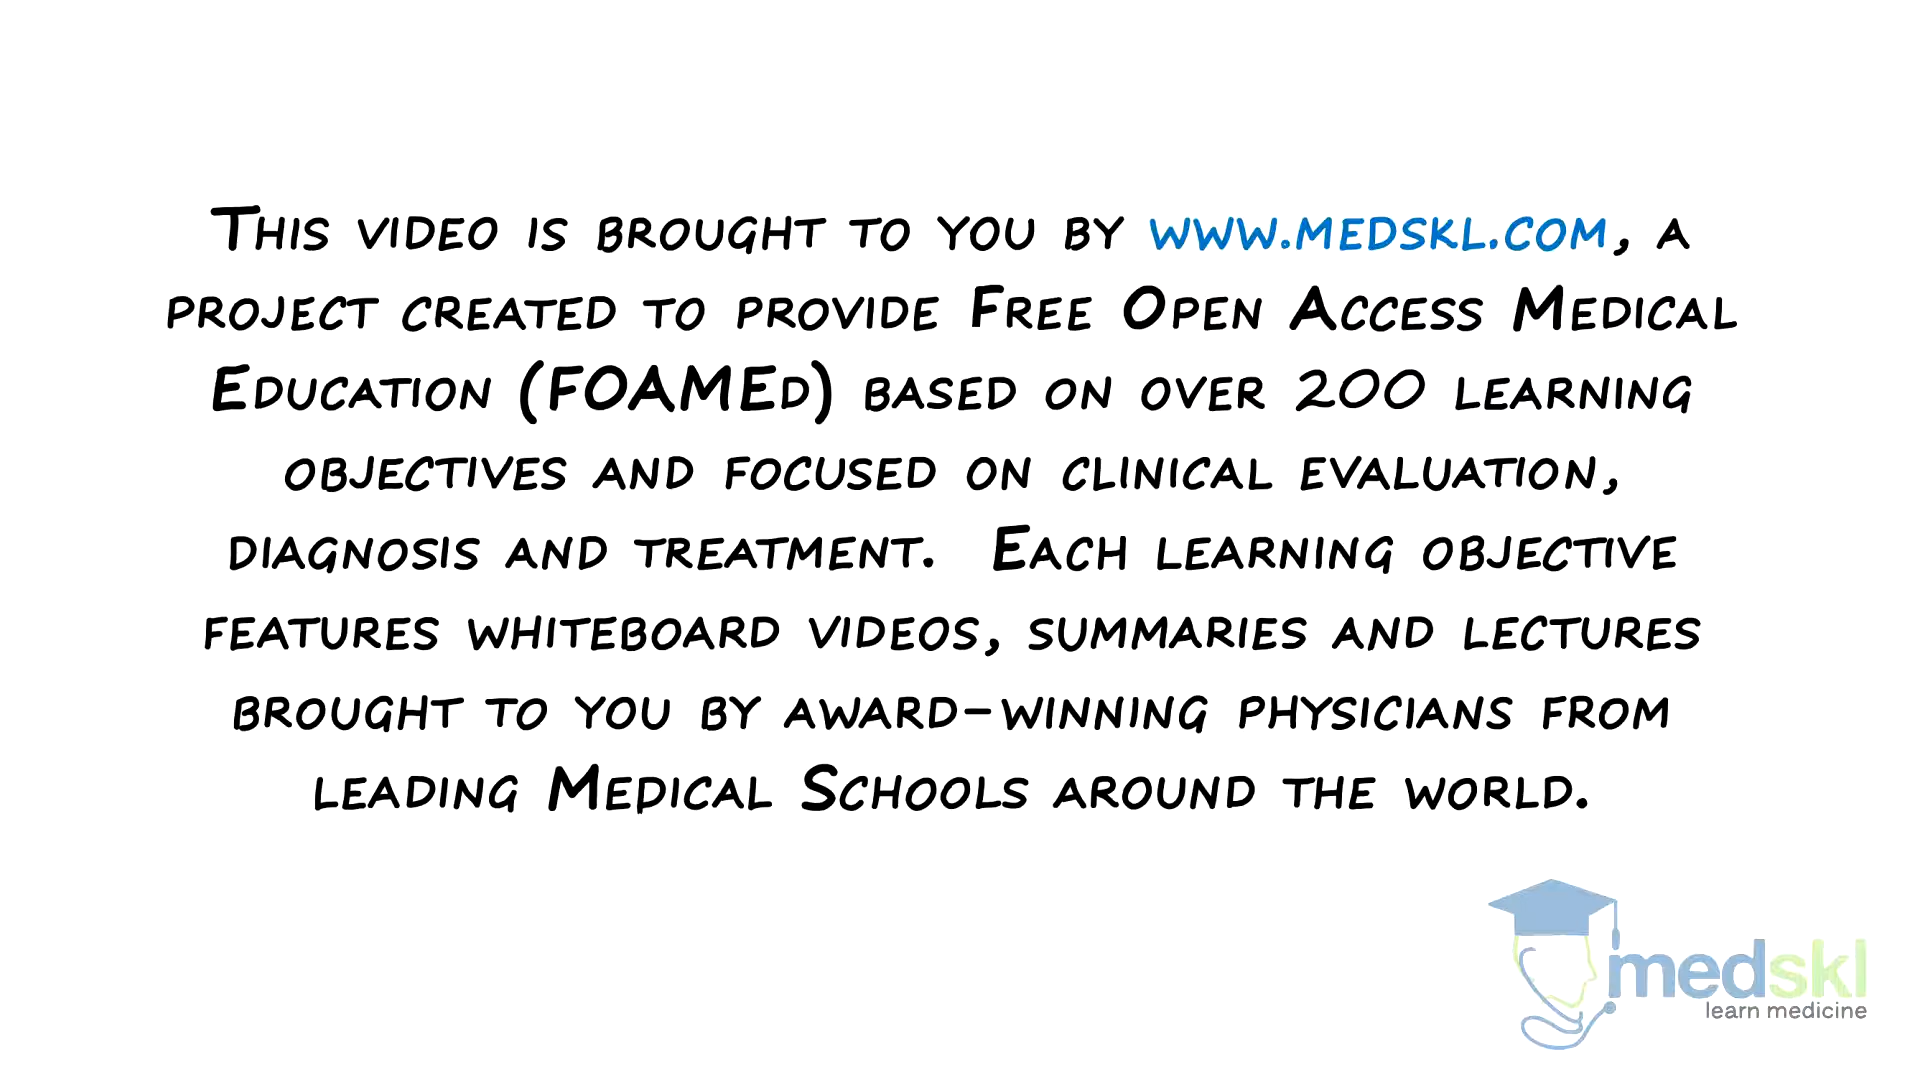 This video is brought to you by www.medskl.com, a
project created to provide Free Open Access Medical
Education (FOAMEd) based on over 200 learning
objectives and focused on clinical evaluation,
diagnosis and treatment. Each learning objective
features whiteboard videos, summaries and lectures
brought to you by award-winning physicians from
leading Medical Schools around the world.
medskl
learn medicine